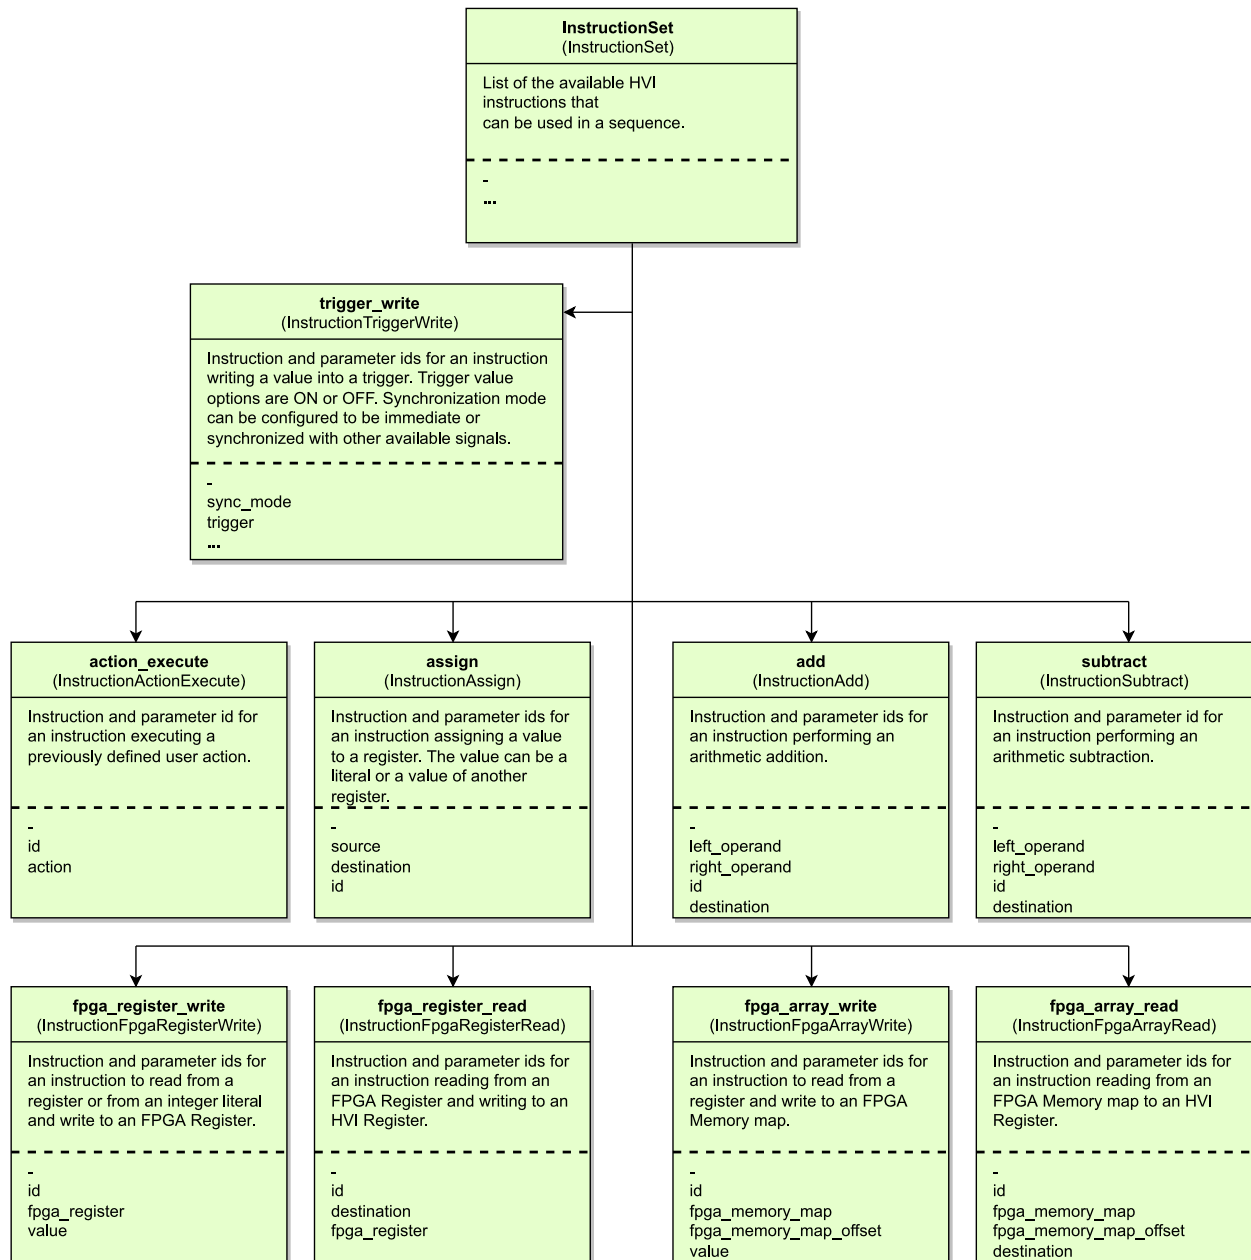 InstructionSet
(InstructionSet)
List of the available HVI
instructions that
can be used in a sequence.
-
...
trigger_write
(InstructionTriggerWrite)
Instruction and parameter ids for an instruction
writing a value into a trigger. Trigger value
options are ON or OFF. Synchronization mode
can be configured to be immediate or
synchronized with other available signals.
-
sync_mode
trigger
...
action_execute
(InstructionActionExecute)
Instruction and parameter id for
an instruction executing a
previously defined user action.
-
id
action
assign
(InstructionAssign)
Instruction and parameter ids for
an instruction assigning a value
to a register. The value can be a
literal or a value of another
register.
-
source
destination
id
add
(InstructionAdd)
Instruction and parameter ids for
an instruction performing an
arithmetic addition.
-
left_operand
right_operand
id
destination
subtract
(InstructionSubtract)
Instruction and parameter id for
an instruction performing an
arithmetic subtraction.
-
left_operand
right_operand
id
destination
fpga_register_write
(InstructionFpgaRegisterWrite)
Instruction and parameter ids for
an instruction to read from a
register or from an integer literal
and write to an FPGA Register.
-
id
fpga_register
value
fpga_register_read
(InstructionFpgaRegisterRead)
Instruction and parameter ids for
an instruction reading from an
FPGA Register and writing to an
HVI Register.
-
id
destination
fpga_register
fpga_array_write
(InstructionFpgaArrayWrite)
Instruction and parameter ids for
an instruction to read from a
register and write to an FPGA
Memory map.
-
id
fpga_memory_map
fpga_memory_map_offset
value
fpga_array_read
(InstructionFpgaArrayRead)
Instruction and parameter ids for
an instruction reading from an
FPGA Memory map to an HVI
Register.
-
id
fpga_memory_map
fpga_memory_map_offset
destination